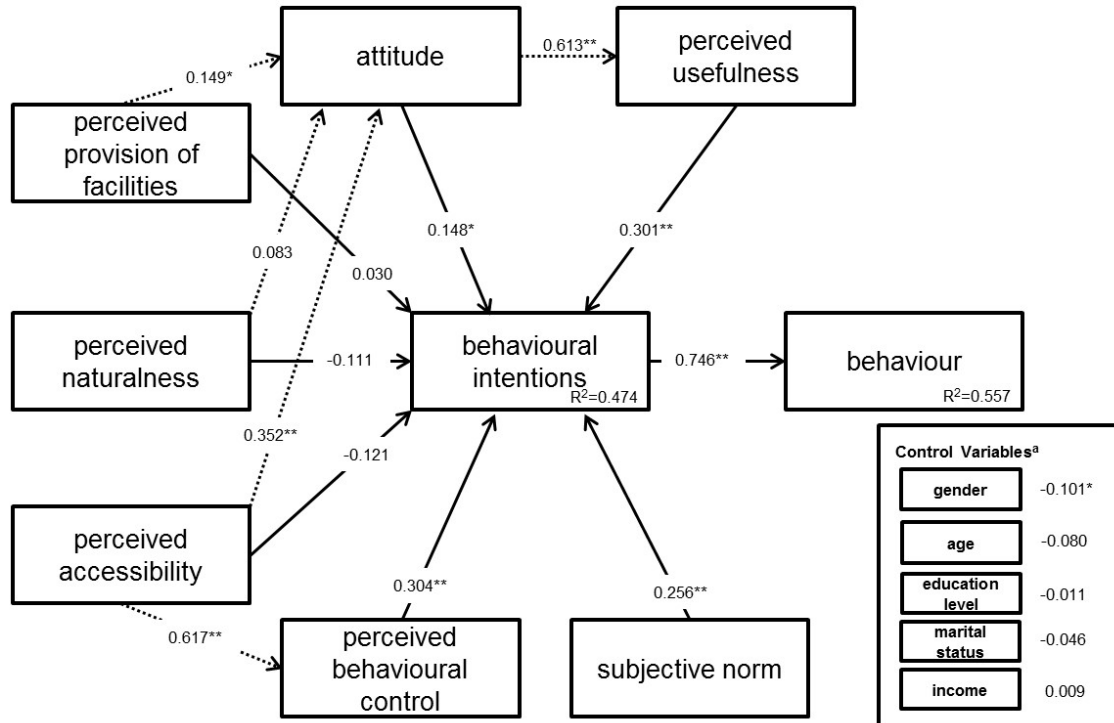 attitude
0.613**
perceived
usefulness
0.149*
perceived
provision of
facilities
0.148*
0.301**
0.083
0.030
perceived
naturalness
-0.111
behavioural
intentions
R²=0.474
0.746**
behaviour
R²=0.557
0.352**
-0.121
perceived
accessibility
0.304**
0.256**
0.617**
perceived
behavioural
control
subjective norm
Control Variablesᵃ
gender -0.101*
age -0.080
education
level -0.011
marital
status -0.046
income 0.009